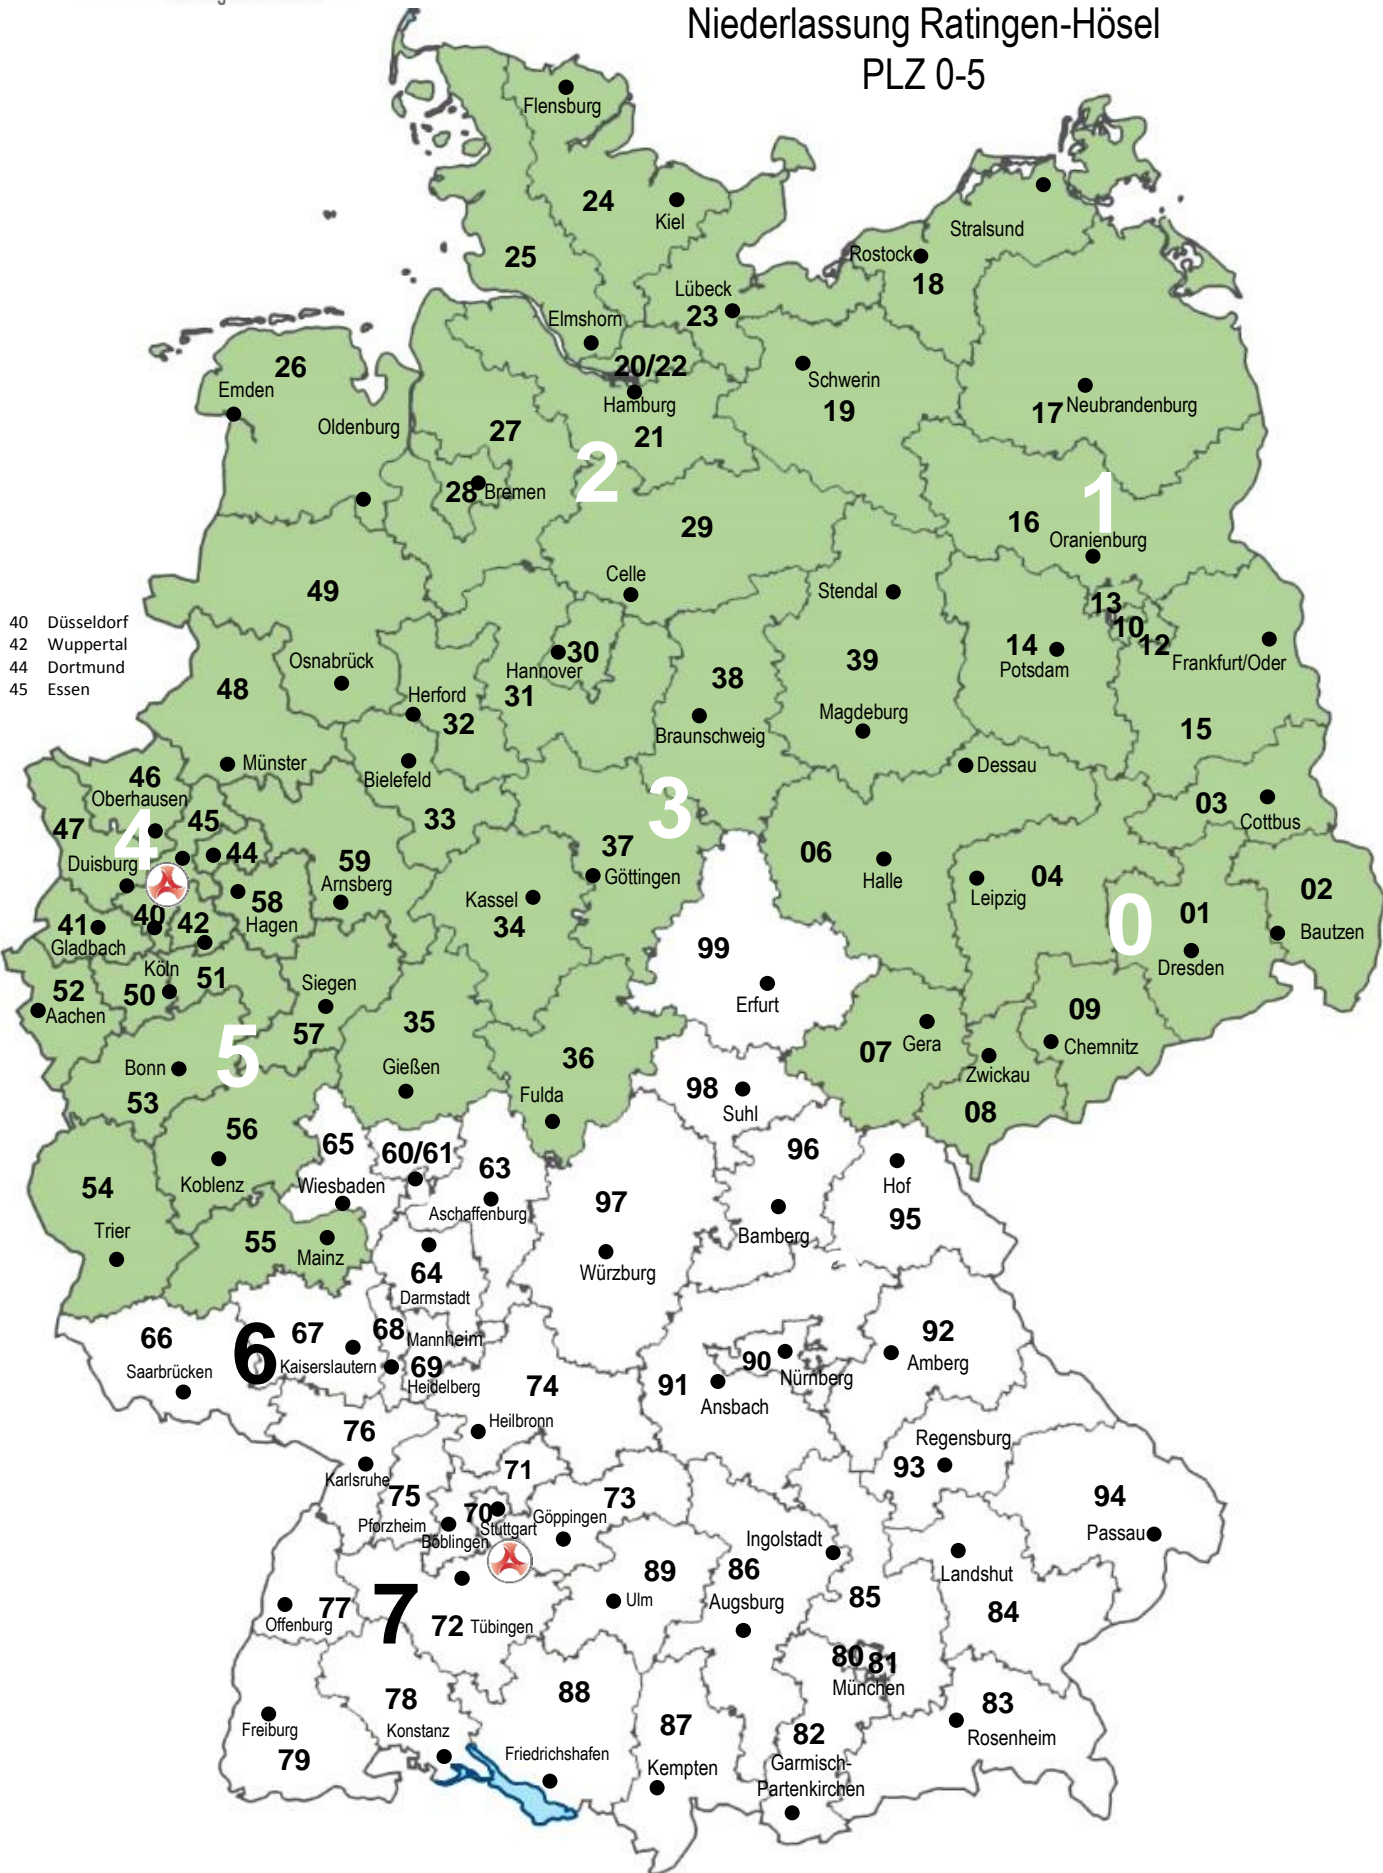 Niederlassung Ratingen-Hösel
PLZ 0-5
Flensburg
24
Kiel
25
Stralsund
Rostock
18
Lübeck
23
Elmshorn
20/22
Hamburg
21
26
Emden
Oldenburg
27
28 Bremen
2
Schwerin
19
17 Neubrandenburg
1
16
Oranienburg
29
Celle
Stendal
49
13
10
12
14
Potsdam
Frankfurt/Oder
15
40 Düsseldorf
42 Wuppertal
44 Dortmund
45 Essen
48
Osnabrück
30
Hannover
31
Herford
32
38
Braunschweig
39
Magdeburg
Münster
Bielefeld
Dessau
46
Oberhausen
47
4
45
44
Duisburg
33
3
03
Cottbus
59
Arnsberg
37
Göttingen
06
Halle
04
Leipzig
0
01
Dresden
02
Bautzen
58
Hagen
Kassel
34
41
Gladbach
40
42
99
Erfurt
Köln
50
51
52
Aachen
Siegen
57
5
35
Gießen
36
Fulda
09
Chemnitz
07
Gera
Zwickau
08
Bonn
53
98
Suhl
56
Koblenz
65
Wiesbaden
60/61
63
Aschaffenburg
96
Bamberg
Hof
95
54
Trier
55
Mainz
97
Würzburg
64
Darmstadt
66
Saarbrücken
6
67
Kaiserslautern
68
Mannheim
69
Heidelberg
74
Heilbronn
91
Ansbach
90
Nürnberg
92
Amberg
76
Karlsruhe
71
75
Pforzheim
70
Stuttgart
Böblingen
Göppingen
73
Regensburg
93
94
Passau
Ingolstadt
86
Augsburg
89
Ulm
Landshut
84
85
77
Offenburg
7
72 Tübingen
80 81
München
88
78
Konstanz
Friedrichshafen
Freiburg
79
87
Kempten
82
Garmisch-
Partenkirchen
83
Rosenheim